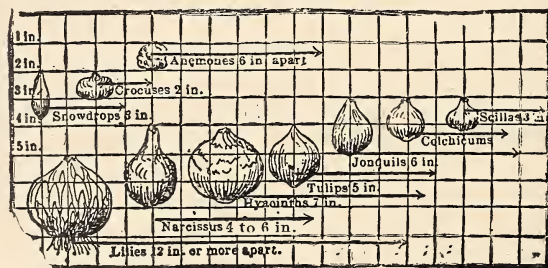 1 in.
2 in.
Anemones 6 in. apart
3 in.
Crocuses 2 in.
4 in.
Snowdrops 3 in.
Scillas 3 in.
Colchicums
5 in.
Jonquils 6 in.
Tulips 5 in.
Hyacinths 7 in.
Narcissus 4 to 6 in.
Lilies 12 in. or more apart.